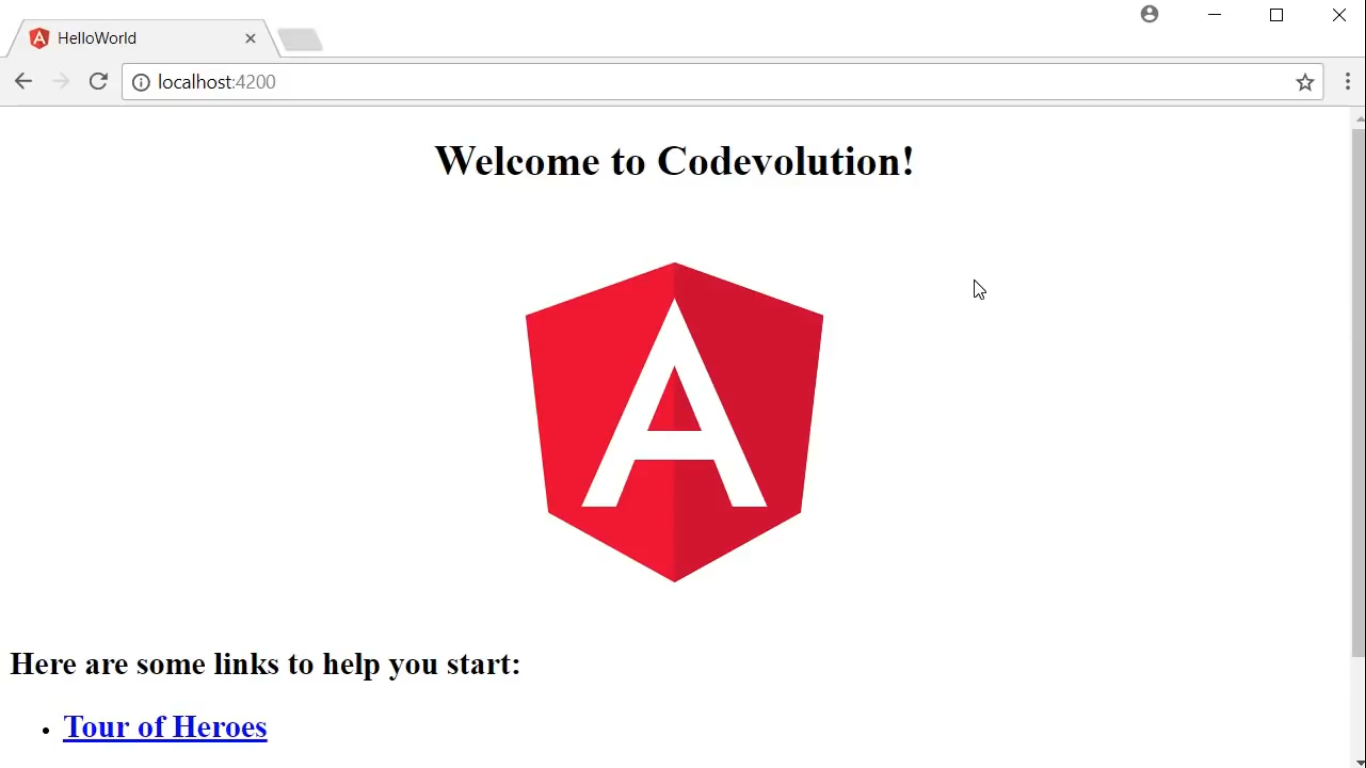 HelloWorld
localhost:4200
Welcome to Codevolution!
A
Here are some links to help you start:
Tour of Heroes